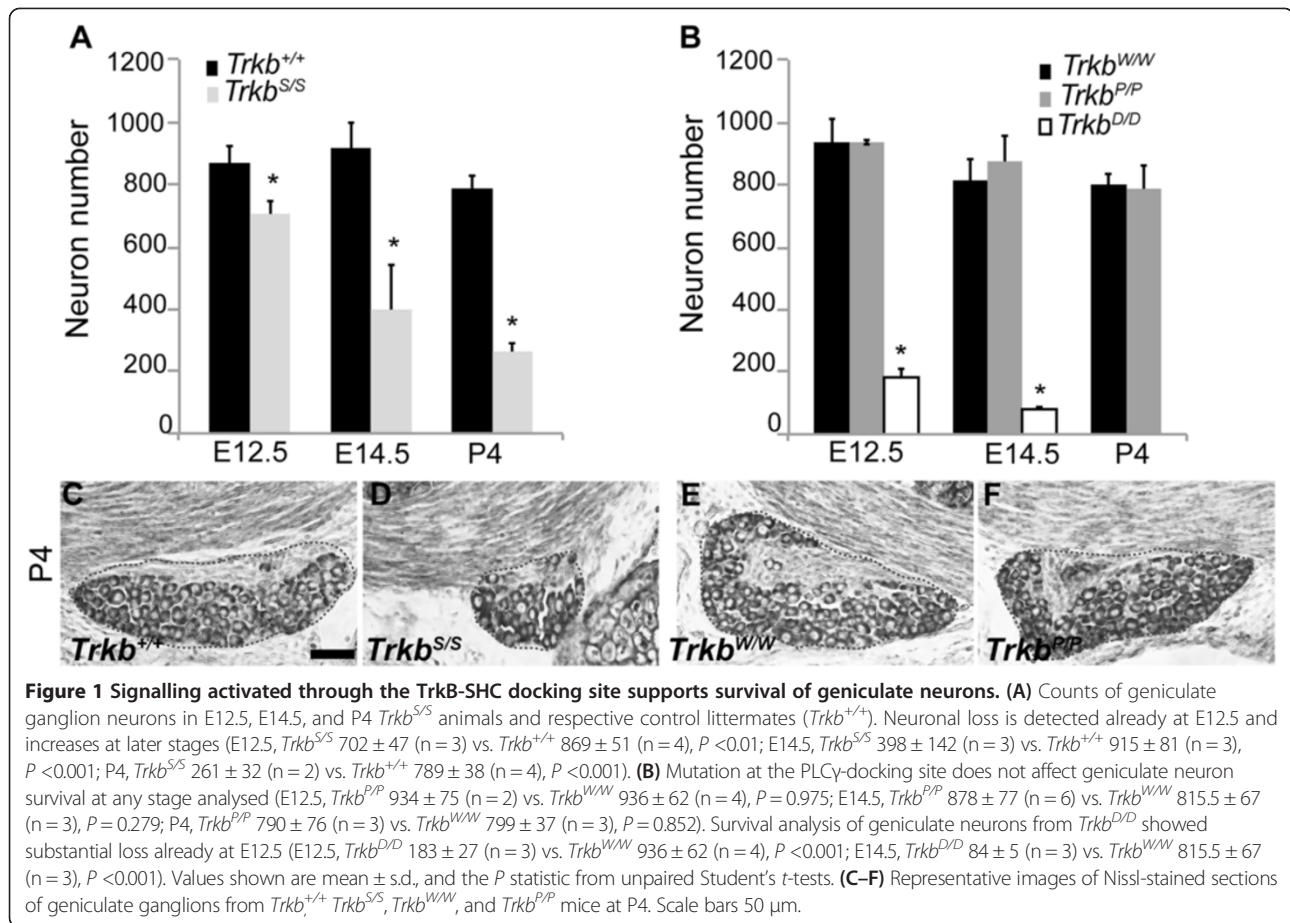 A
B
1200
1000
800
600
400
200
0
Neuron number
Trkb+/+
TrkbS/S
E12.5
E14.5
P4
1200
1000
800
600
400
200
0
Neuron number
TrkbW/W
TrkbP/P
TrkbD/D
E12.5
E14.5
P4
*
*
*
*
*
P4
C
Trkb+/+
D
TrkbS/S
E
TrkbW/W
F
TrkbP/P
Figure 1 Signalling activated through the TrkB-SHC docking site supports survival of geniculate neurons. (A) Counts of geniculate
ganglion neurons in E12.5, E14.5, and P4 TrkbS/S animals and respective control littermates (Trkb+/+). Neuronal loss is detected already at E12.5 and
increases at later stages (E12.5, TrkbS/S 702 ± 47 (n = 3) vs. Trkb+/+ 869 ± 51 (n = 4), P <0.01; E14.5, TrkbS/S 398 ± 142 (n = 3) vs. Trkb+/+ 915 ± 81 (n = 3),
P <0.001; P4, TrkbS/S 261 ± 32 (n = 2) vs. Trkb+/+ 789 ± 38 (n = 4), P <0.001). (B) Mutation at the PLCγ-docking site does not affect geniculate neuron
survival at any stage analysed (E12.5, TrkbP/P 934 ± 75 (n = 2) vs. TrkbW/W 936 ± 62 (n = 4), P = 0.975; E14.5, TrkbP/P 878 ± 77 (n = 6) vs. TrkbW/W 815.5 ± 67
(n = 3), P = 0.279; P4, TrkbP/P 790 ± 76 (n = 3) vs. TrkbW/W 799 ± 37 (n = 3), P = 0.852). Survival analysis of geniculate neurons from TrkbD/D showed
substantial loss already at E12.5 (E12.5, TrkbD/D 183 ± 27 (n = 3) vs. TrkbW/W 936 ± 62 (n = 4), P <0.001; E14.5, TrkbD/D 84 ± 5 (n = 3) vs. TrkbW/W 815.5 ± 67
(n = 3), P <0.001). Values shown are mean ± s.d., and the P statistic from unpaired Student's t-tests. (C–F) Representative images of Nissl-stained sections
of geniculate ganglions from Trkb,+/+ TrkbS/S, TrkbW/W, and TrkbP/P mice at P4. Scale bars 50 μm.